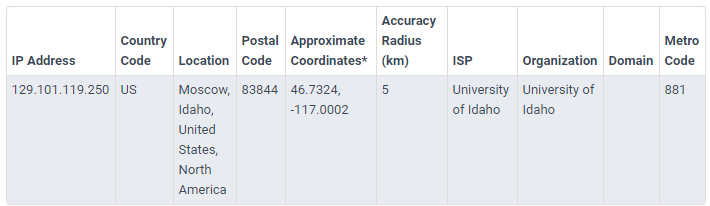 IP Address
Country
Code
Location
Postal
Code
Approximate
Coordinates*
Accuracy
Radius
(km)
ISP
Organization
Domain
Metro
Code
129.101.119.250
US
Moscow,
Idaho,
United
States,
North
America
83844
46.7324,
-117.0002
5
University
of Idaho
University of
Idaho
881